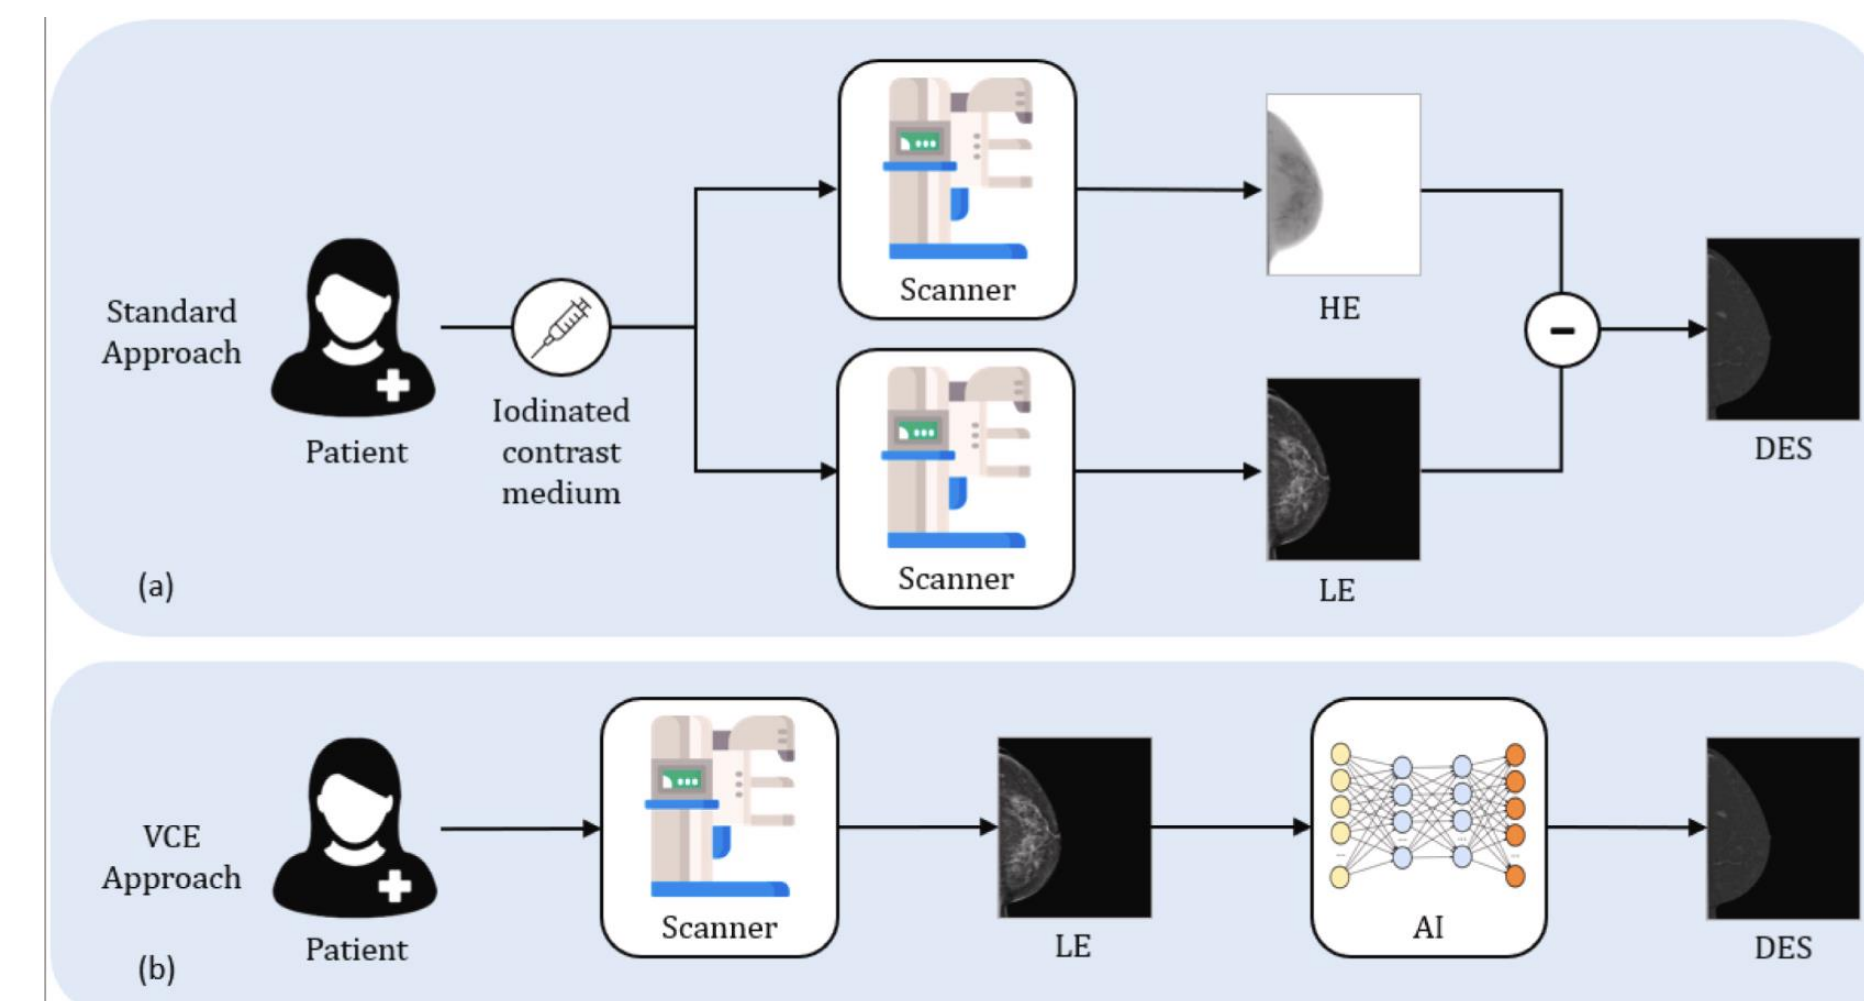 Standard
Approach
Patient
Iodinated
contrast
medium
Scanner
HE
Scanner
LE
DES
(a)
VCE
Approach
Patient
Scanner
LE
AI
DES
(b)